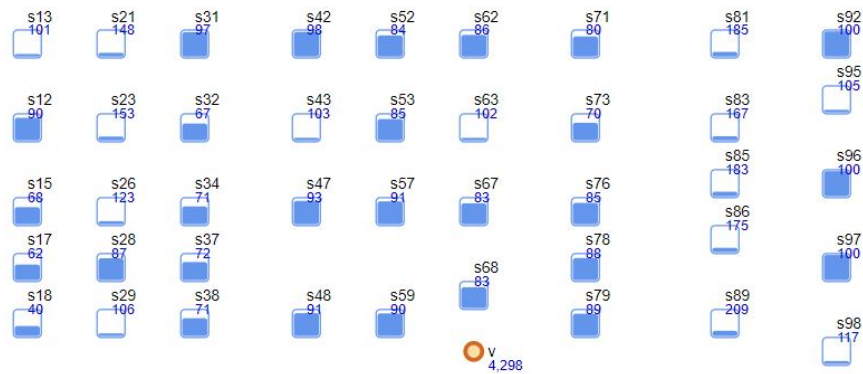 s13 s21 s31 s42 s52 s62 s71 s81 s92
101 148 97 98 84 86 80 185 100
s95
105
s12 s23 s32 s43 s53 s63 s73 s83
90 153 67 103 85 102 70 167
s85 s96
183 100
s15 s26 s34 s47 s57 s67 s76
68 123 71 93 91 83 85
s86
175
s17 s28 s37 s78 s97
62 87 72 88 100
s68
83
s18 s29 s38 s48 s59 s79 s89
40 106 71 91 90 89 209
s98
117
v
4,298